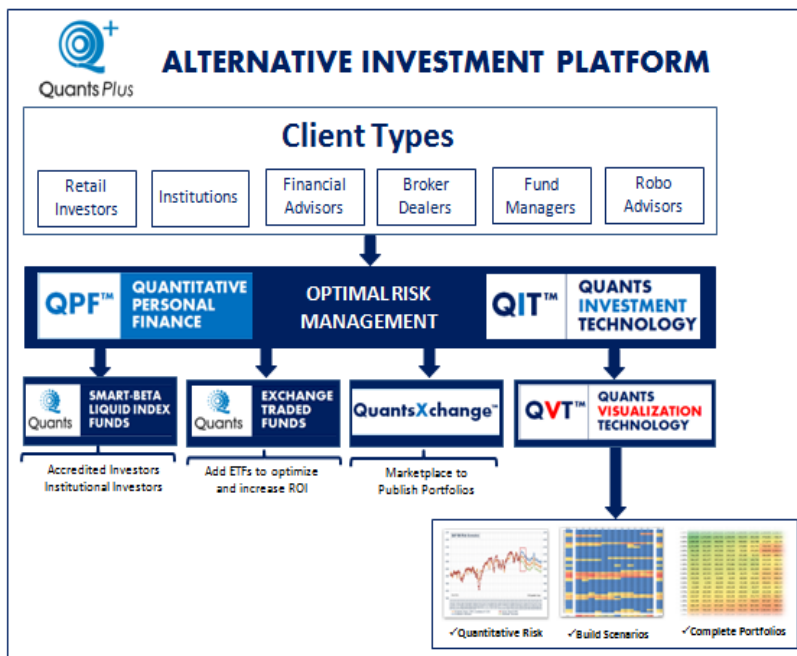 Quants Plus
ALTERNATIVE INVESTMENT PLATFORM
Client Types
Retail
Investors
Institutions
Financial
Advisors
Broker
Dealers
Fund
Managers
Robo
Advisors
QPF™
QUANTITATIVE
PERSONAL
FINANCE
OPTIMAL RISK
MANAGEMENT
QIT™
QUANTS
INVESTMENT
TECHNOLOGY
Quants
SMART-BETA
LIQUID INDEX
FUNDS
Quants
EXCHANGE
TRADED
FUNDS
QuantsXchange™
QVT™
QUANTS
VISUALIZATION
TECHNOLOGY
Accredited Investors
Institutional Investors
Add ETFs to optimize
and increase ROI
Marketplace to
Publish Portfolios
✓Quantitative Risk
✓Build Scenarios
✓Complete Portfolios